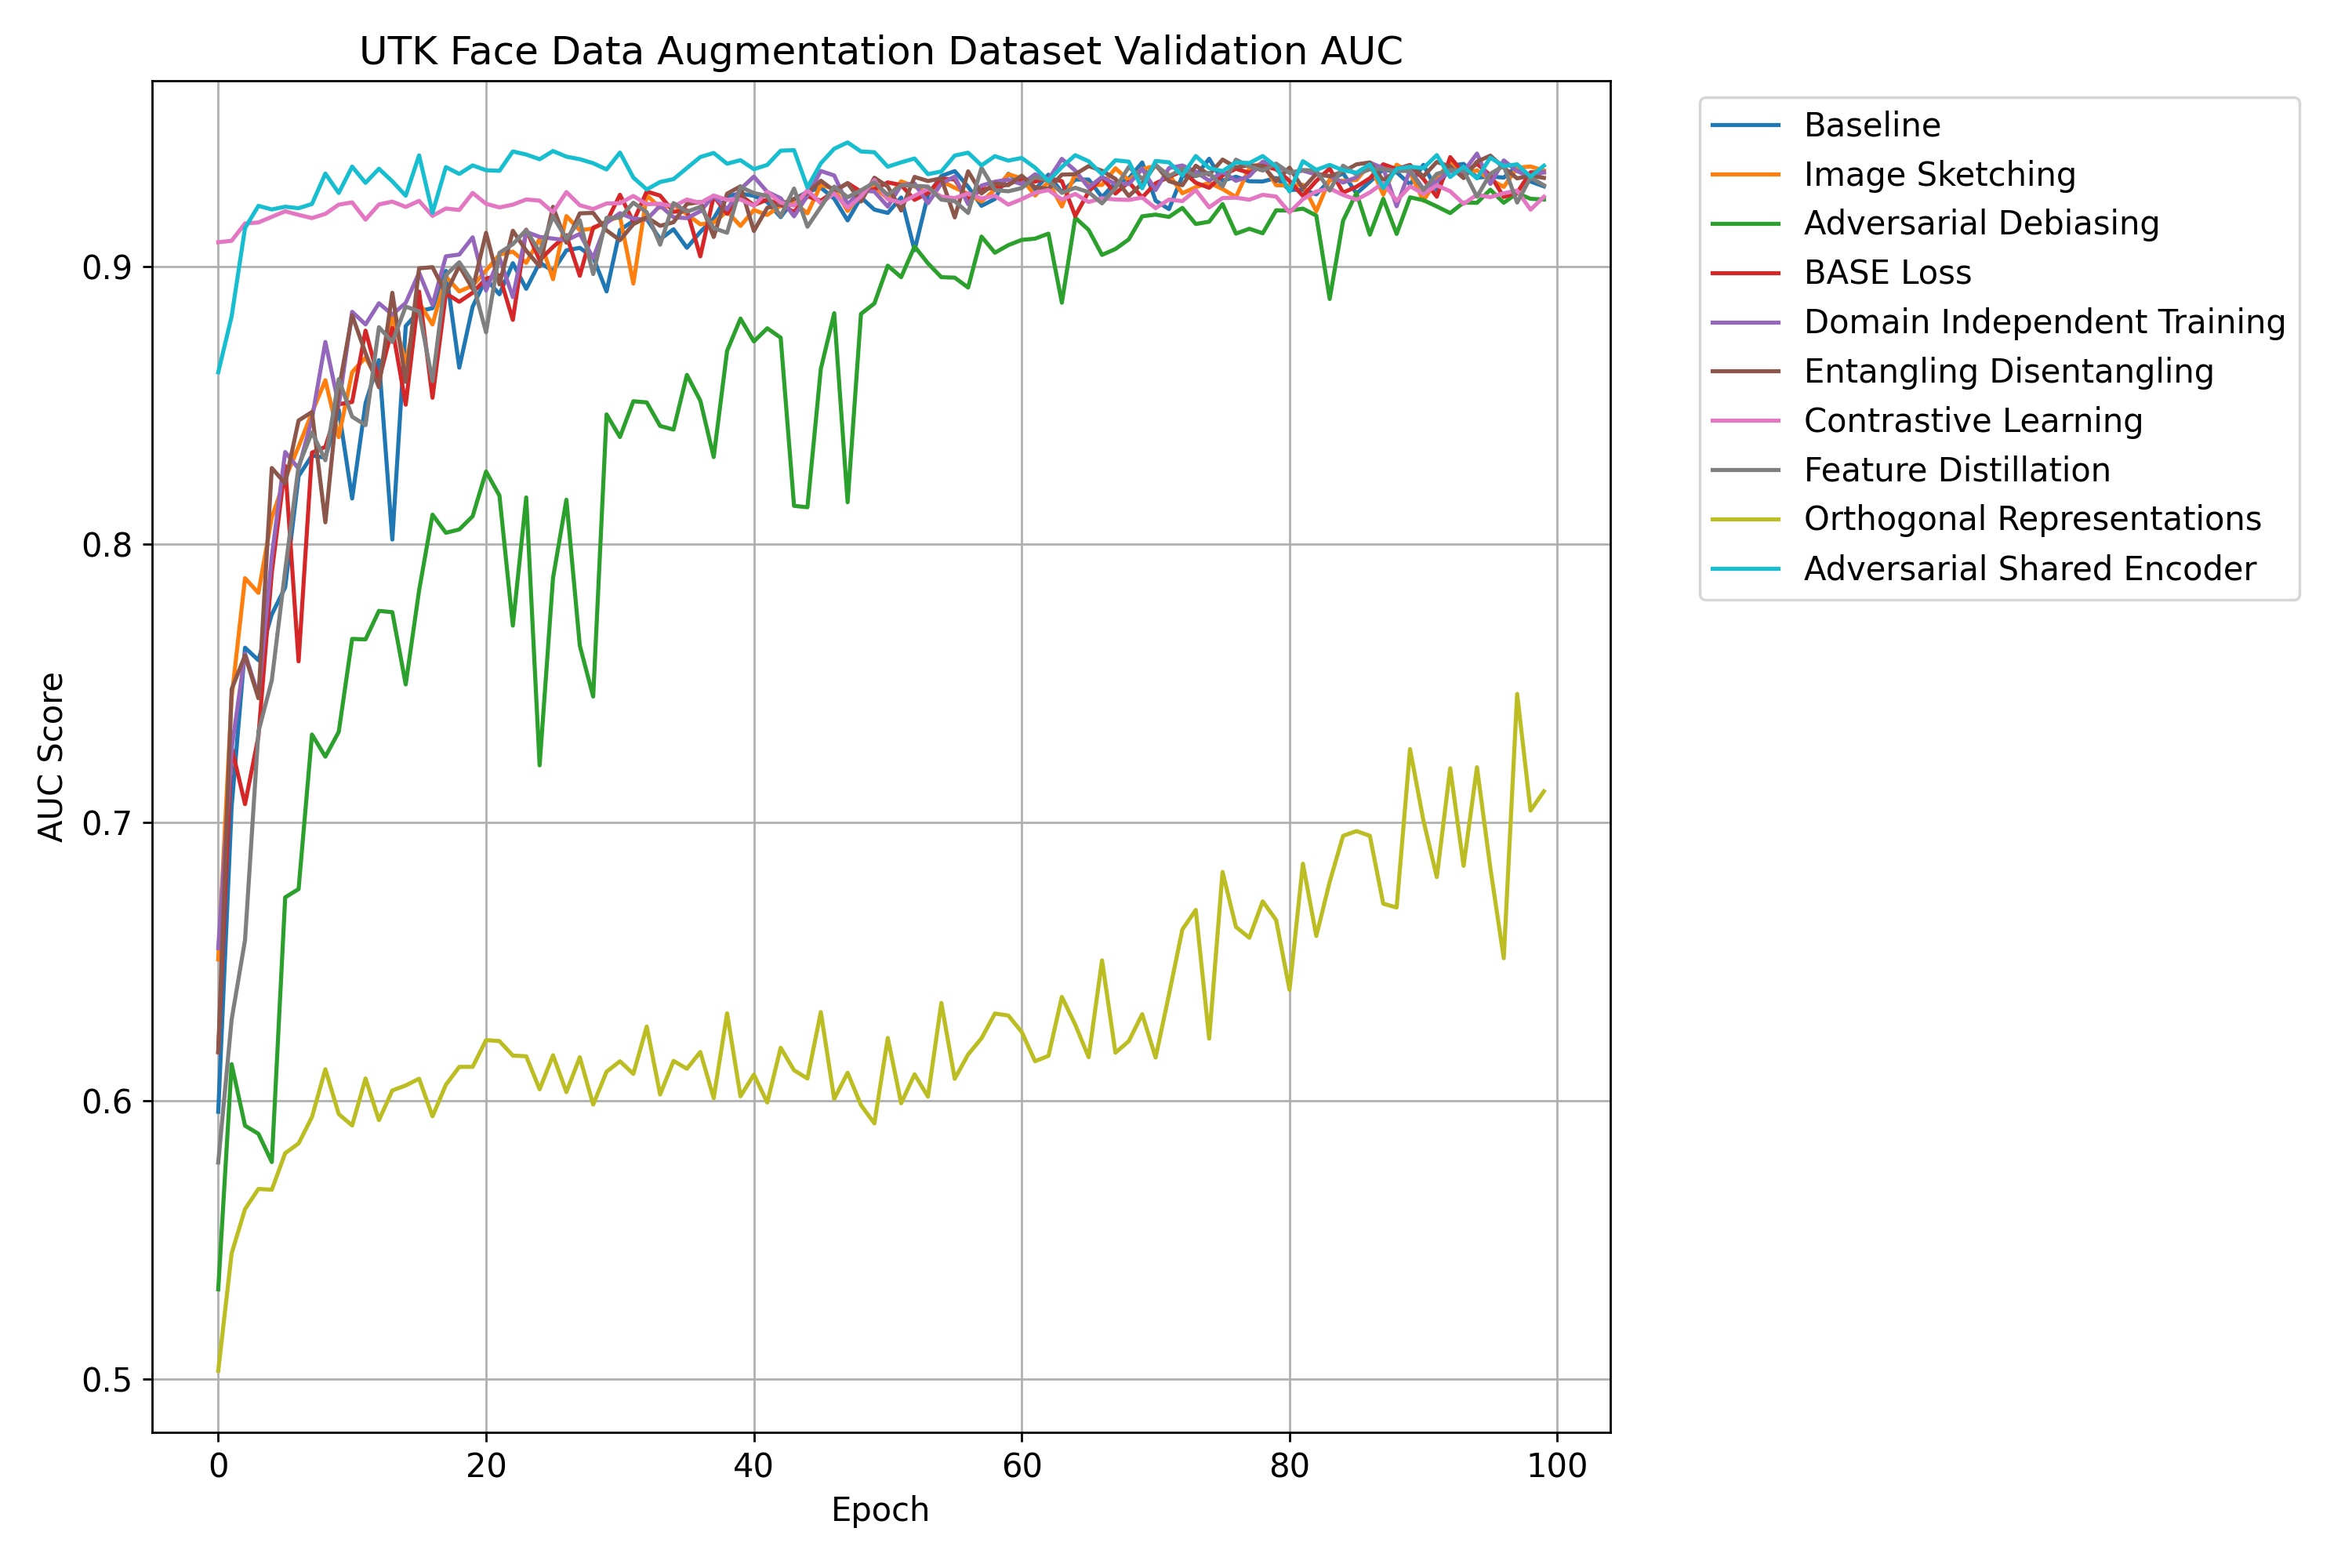 UTK Face Data Augmentation Dataset Validation AUC
Baseline
Image Sketching
Adversarial Debiasing
BASE Loss
Domain Independent Training
Entangling Disentangling
Contrastive Learning
Feature Distillation
Orthogonal Representations
Adversarial Shared Encoder
AUC Score
0.9
0.8
0.7
0.6
0.5
0 20 40 60 80 100
Epoch